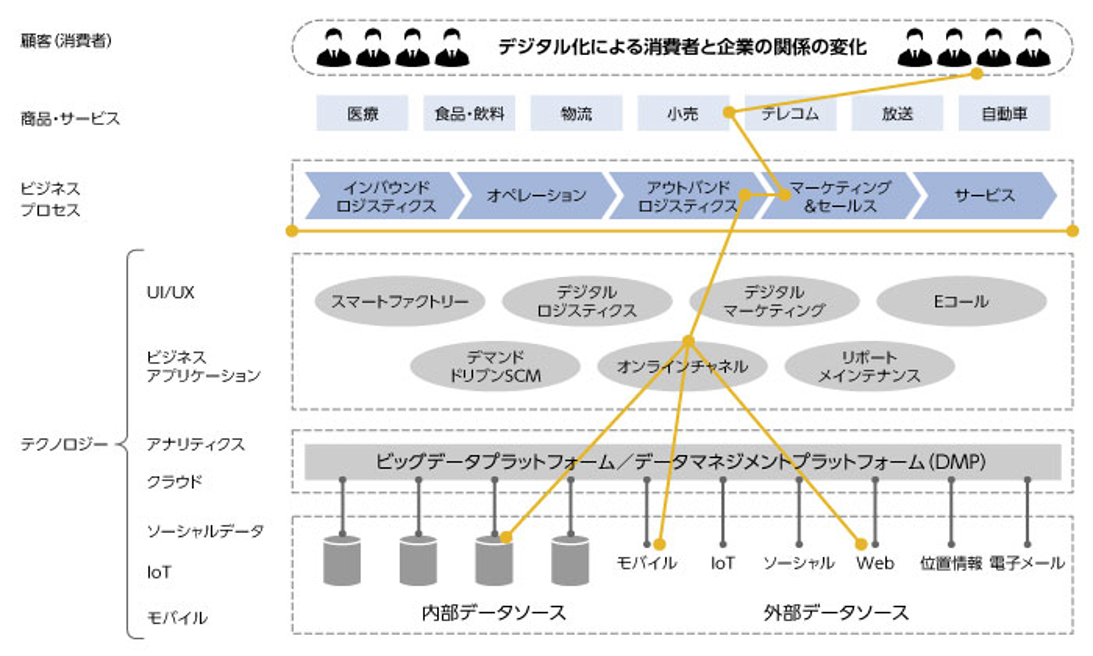 顧客（消費者）
デジタル化による消費者と企業の関係の変化
商品・サービス
医療
食品・飲料
物流
小売
テレコム
放送
自動車
ビジネス
プロセス
インバウンド
ロジスティクス
オペレーション
アウトバンド
ロジスティクス
マーケティング
&セールス
サービス
テクノロジー
UI/UX
スマートファクトリー
デジタル
ロジスティクス
デジタル
マーケティング
Eコール
ビジネス
アプリケーション
デマンド
ドリブンSCM
オンラインチャネル
リポート
メインテナンス
アナリティクス
ビッグデータプラットフォーム／データマネジメントプラットフォーム（DMP）
クラウド
ソーシャルデータ
IoT
モバイル
モバイル
IoT
ソーシャル
Web
位置情報
電子メール
内部データソース
外部データソース